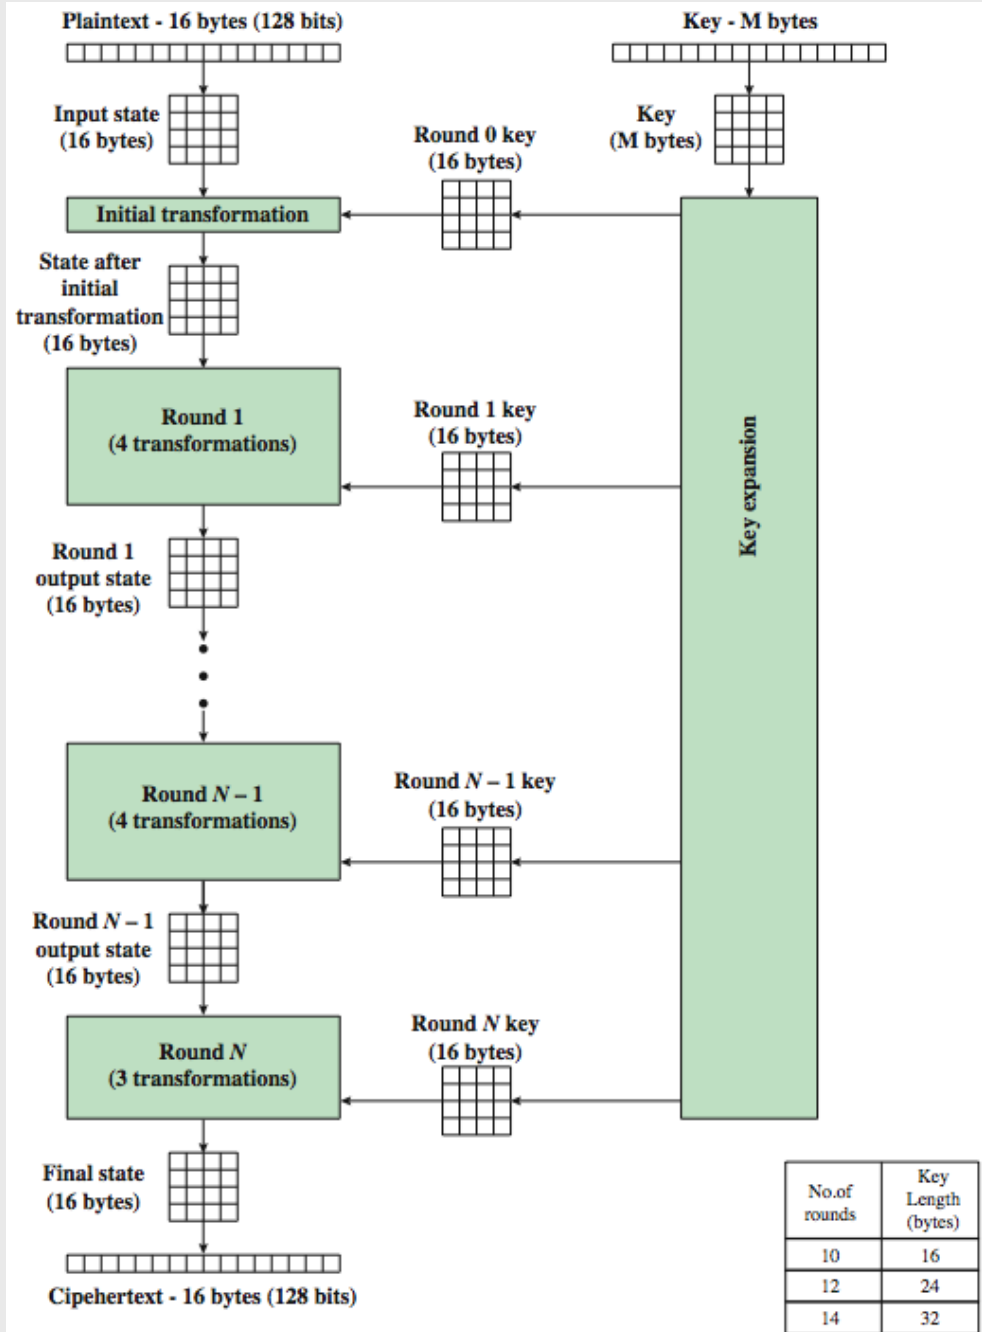 Plaintext - 16 bytes (128 bits)
Key - M bytes
Input state
(16 bytes)
Key
(M bytes)
Round 0 key
(16 bytes)
Initial transformation
State after
initial
transformation
(16 bytes)
Round 1
(4 transformations)
Round 1 key
(16 bytes)
Key expansion
Round 1
output state
(16 bytes)
Round N – 1
(4 transformations)
Round N – 1 key
(16 bytes)
Round N – 1
output state
(16 bytes)
Round N
(3 transformations)
Round N key
(16 bytes)
Final state
(16 bytes)
Cipehertext - 16 bytes (128 bits)
No.of
rounds
Key
Length
(bytes)
10 16
12 24
14 32